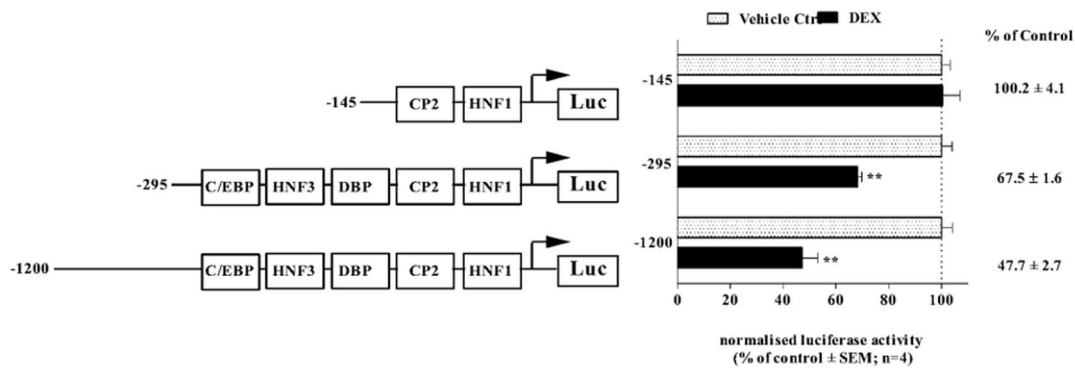 Vehicle Ctrl DEX
% of Control
-145 CP2 HNF1 Luc
-145
100.2 ± 4.1
-295 C/EBP HNF3 DBP CP2 HNF1 Luc
-295
**
67.5 ± 1.6
-1200 C/EBP HNF3 DBP CP2 HNF1 Luc
-1200
**
47.7 ± 2.7
0 20 40 60 80 100
normalised luciferase activity
(% of control ± SEM; n=4)